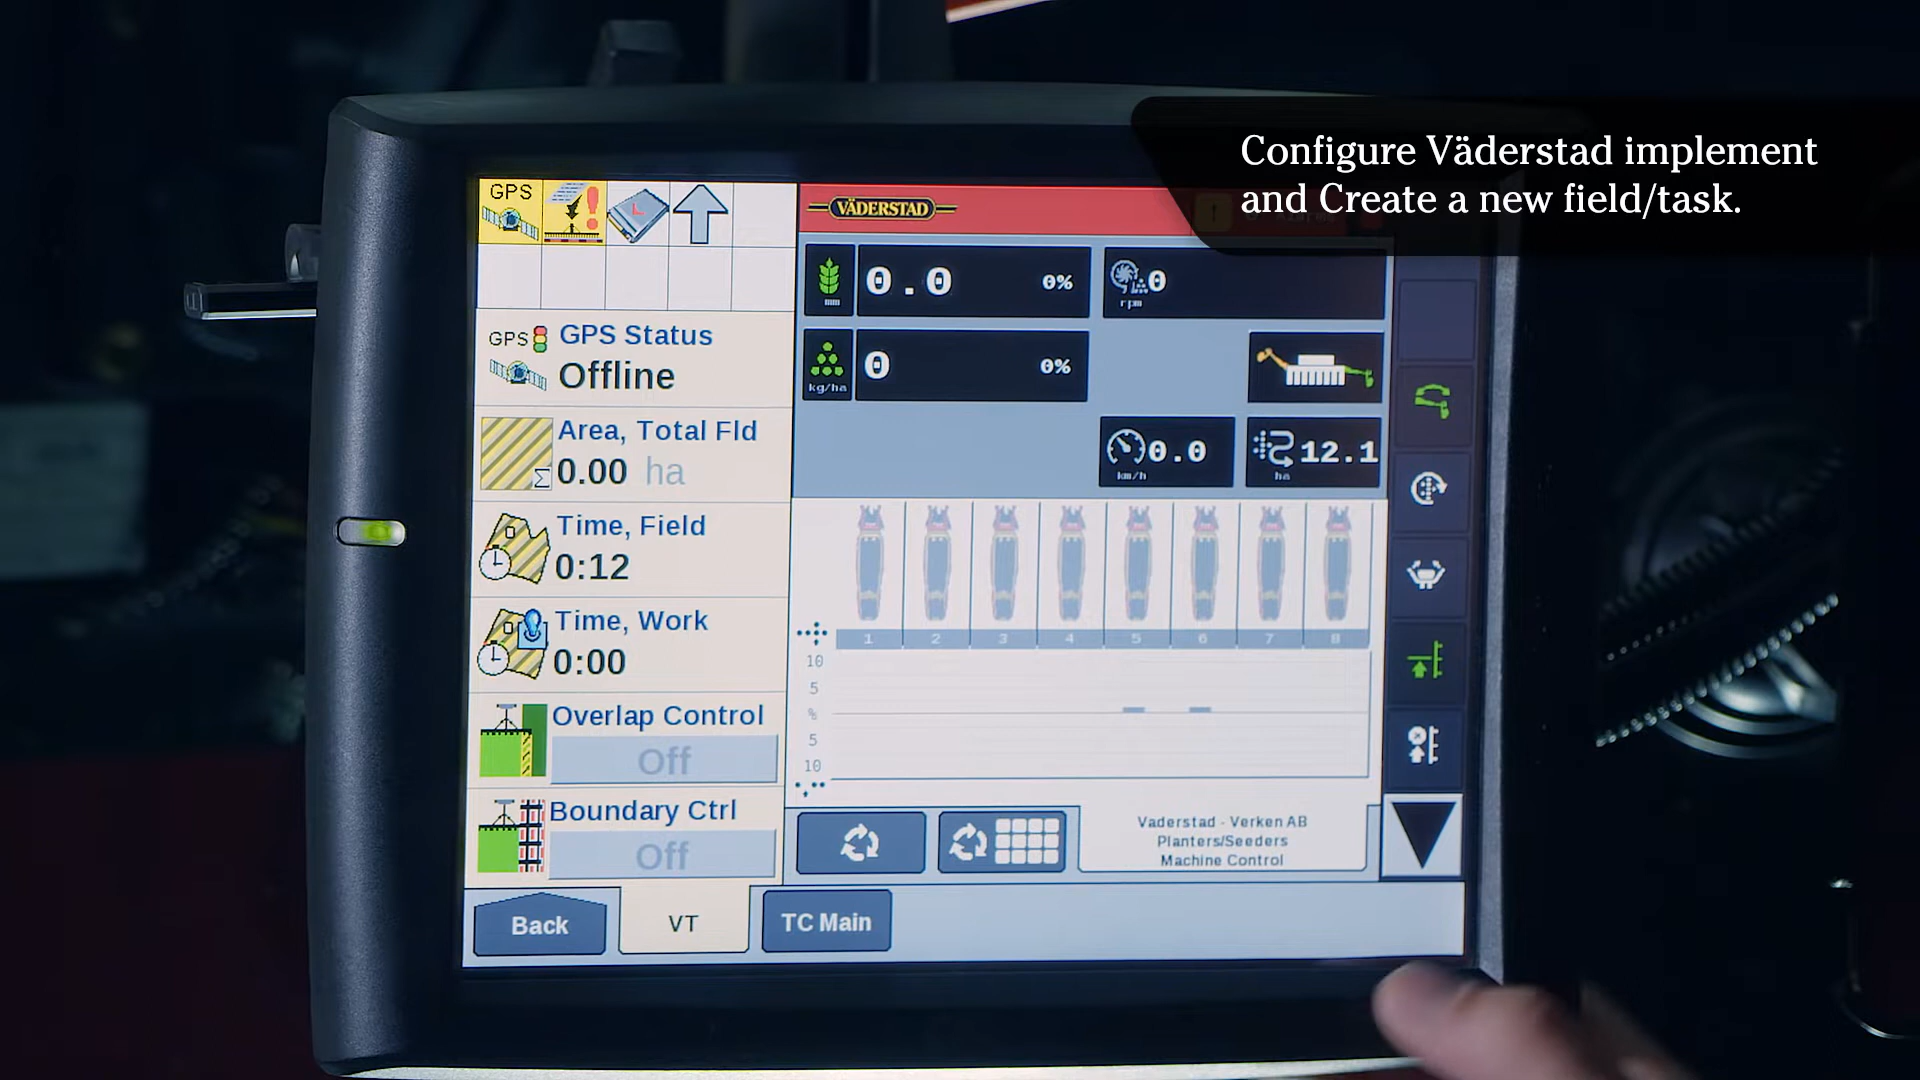 Configure Väderstad implement
and Create a new field/task.
GPS
VÄDERSTAD
mm
0.0
0%
rpm
0
GPS
GPS Status
Offline
kg/ha
0
0%
Area, Total Fld
0.00 ha
km/h
0.0
ha
12.1
Time, Field
0:12
1 2 3 4 5 6 7 8
Time, Work
0:00
10
5
%
5
10
Overlap Control
Off
Boundary Ctrl
Off
Vaderstad - Verken AB
Planters/Seeders
Machine Control
Back
VT
TC Main